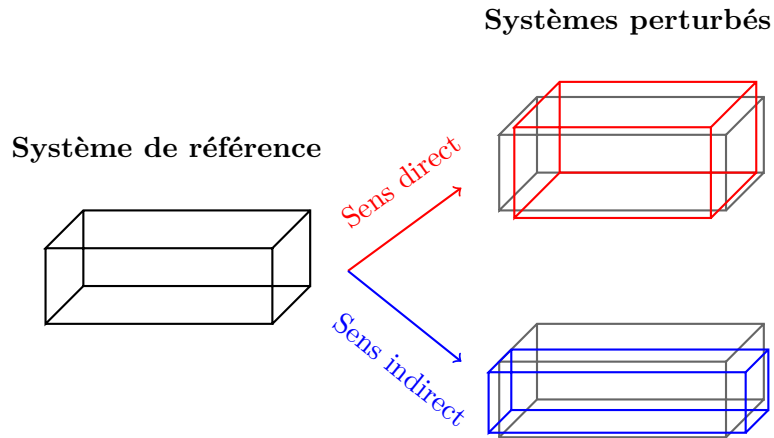 Systèmes perturbés
Système de référence
Sens direct
Sens indirect